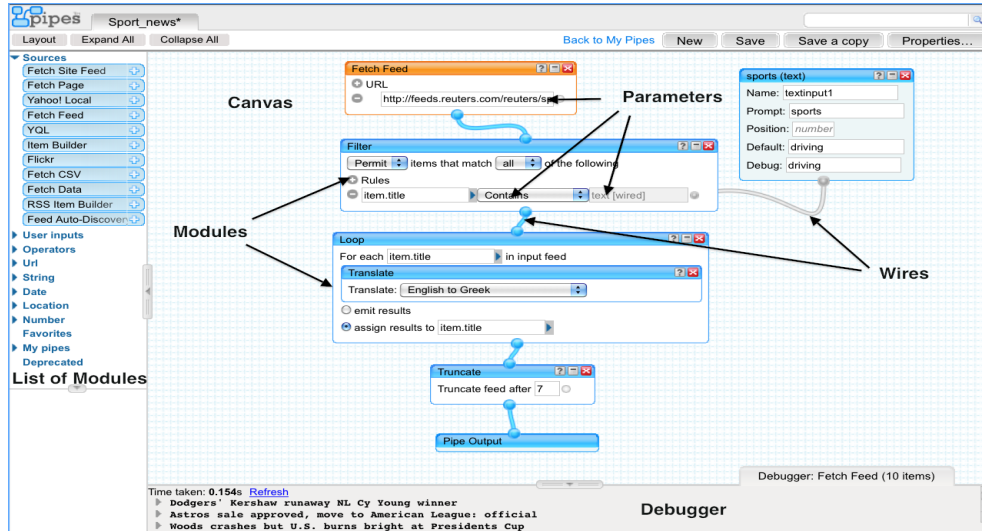 pipes
Sport_news*
Layout Expand All Collapse All
Back to My Pipes New Save Save a copy Properties...
Sources
Fetch Site Feed
Fetch Page
Yahoo! Local
Fetch Feed
YQL
Item Builder
Flickr
Fetch CSV
Fetch Data
RSS Item Builder
Feed Auto-Discovery
User inputs
Operators
Url
String
Date
Location
Number
Favorites
My pipes
Deprecated
List of Modules
Canvas
Modules
Parameters
Wires
Fetch Feed
URL
http://feeds.reuters.com/reuters/sp
Filter
Permit items that match all of the following
Rules
item.title Contains text [wired]
Loop
For each item.title in input feed
Translate
Translate: English to Greek
emit results
assign results to item.title
Truncate
Truncate feed after 7
Pipe Output
sports (text)
Name: textinput1
Prompt: sports
Position: number
Default: driving
Debug: driving
Debugger: Fetch Feed (10 items)
Time taken: 0.154s Refresh
Dodgers' Kershaw runaway NL Cy Young winner
Astros sale approved, move to American League: official
Woods crashes but U.S. burns bright at Presidents Cup
Debugger